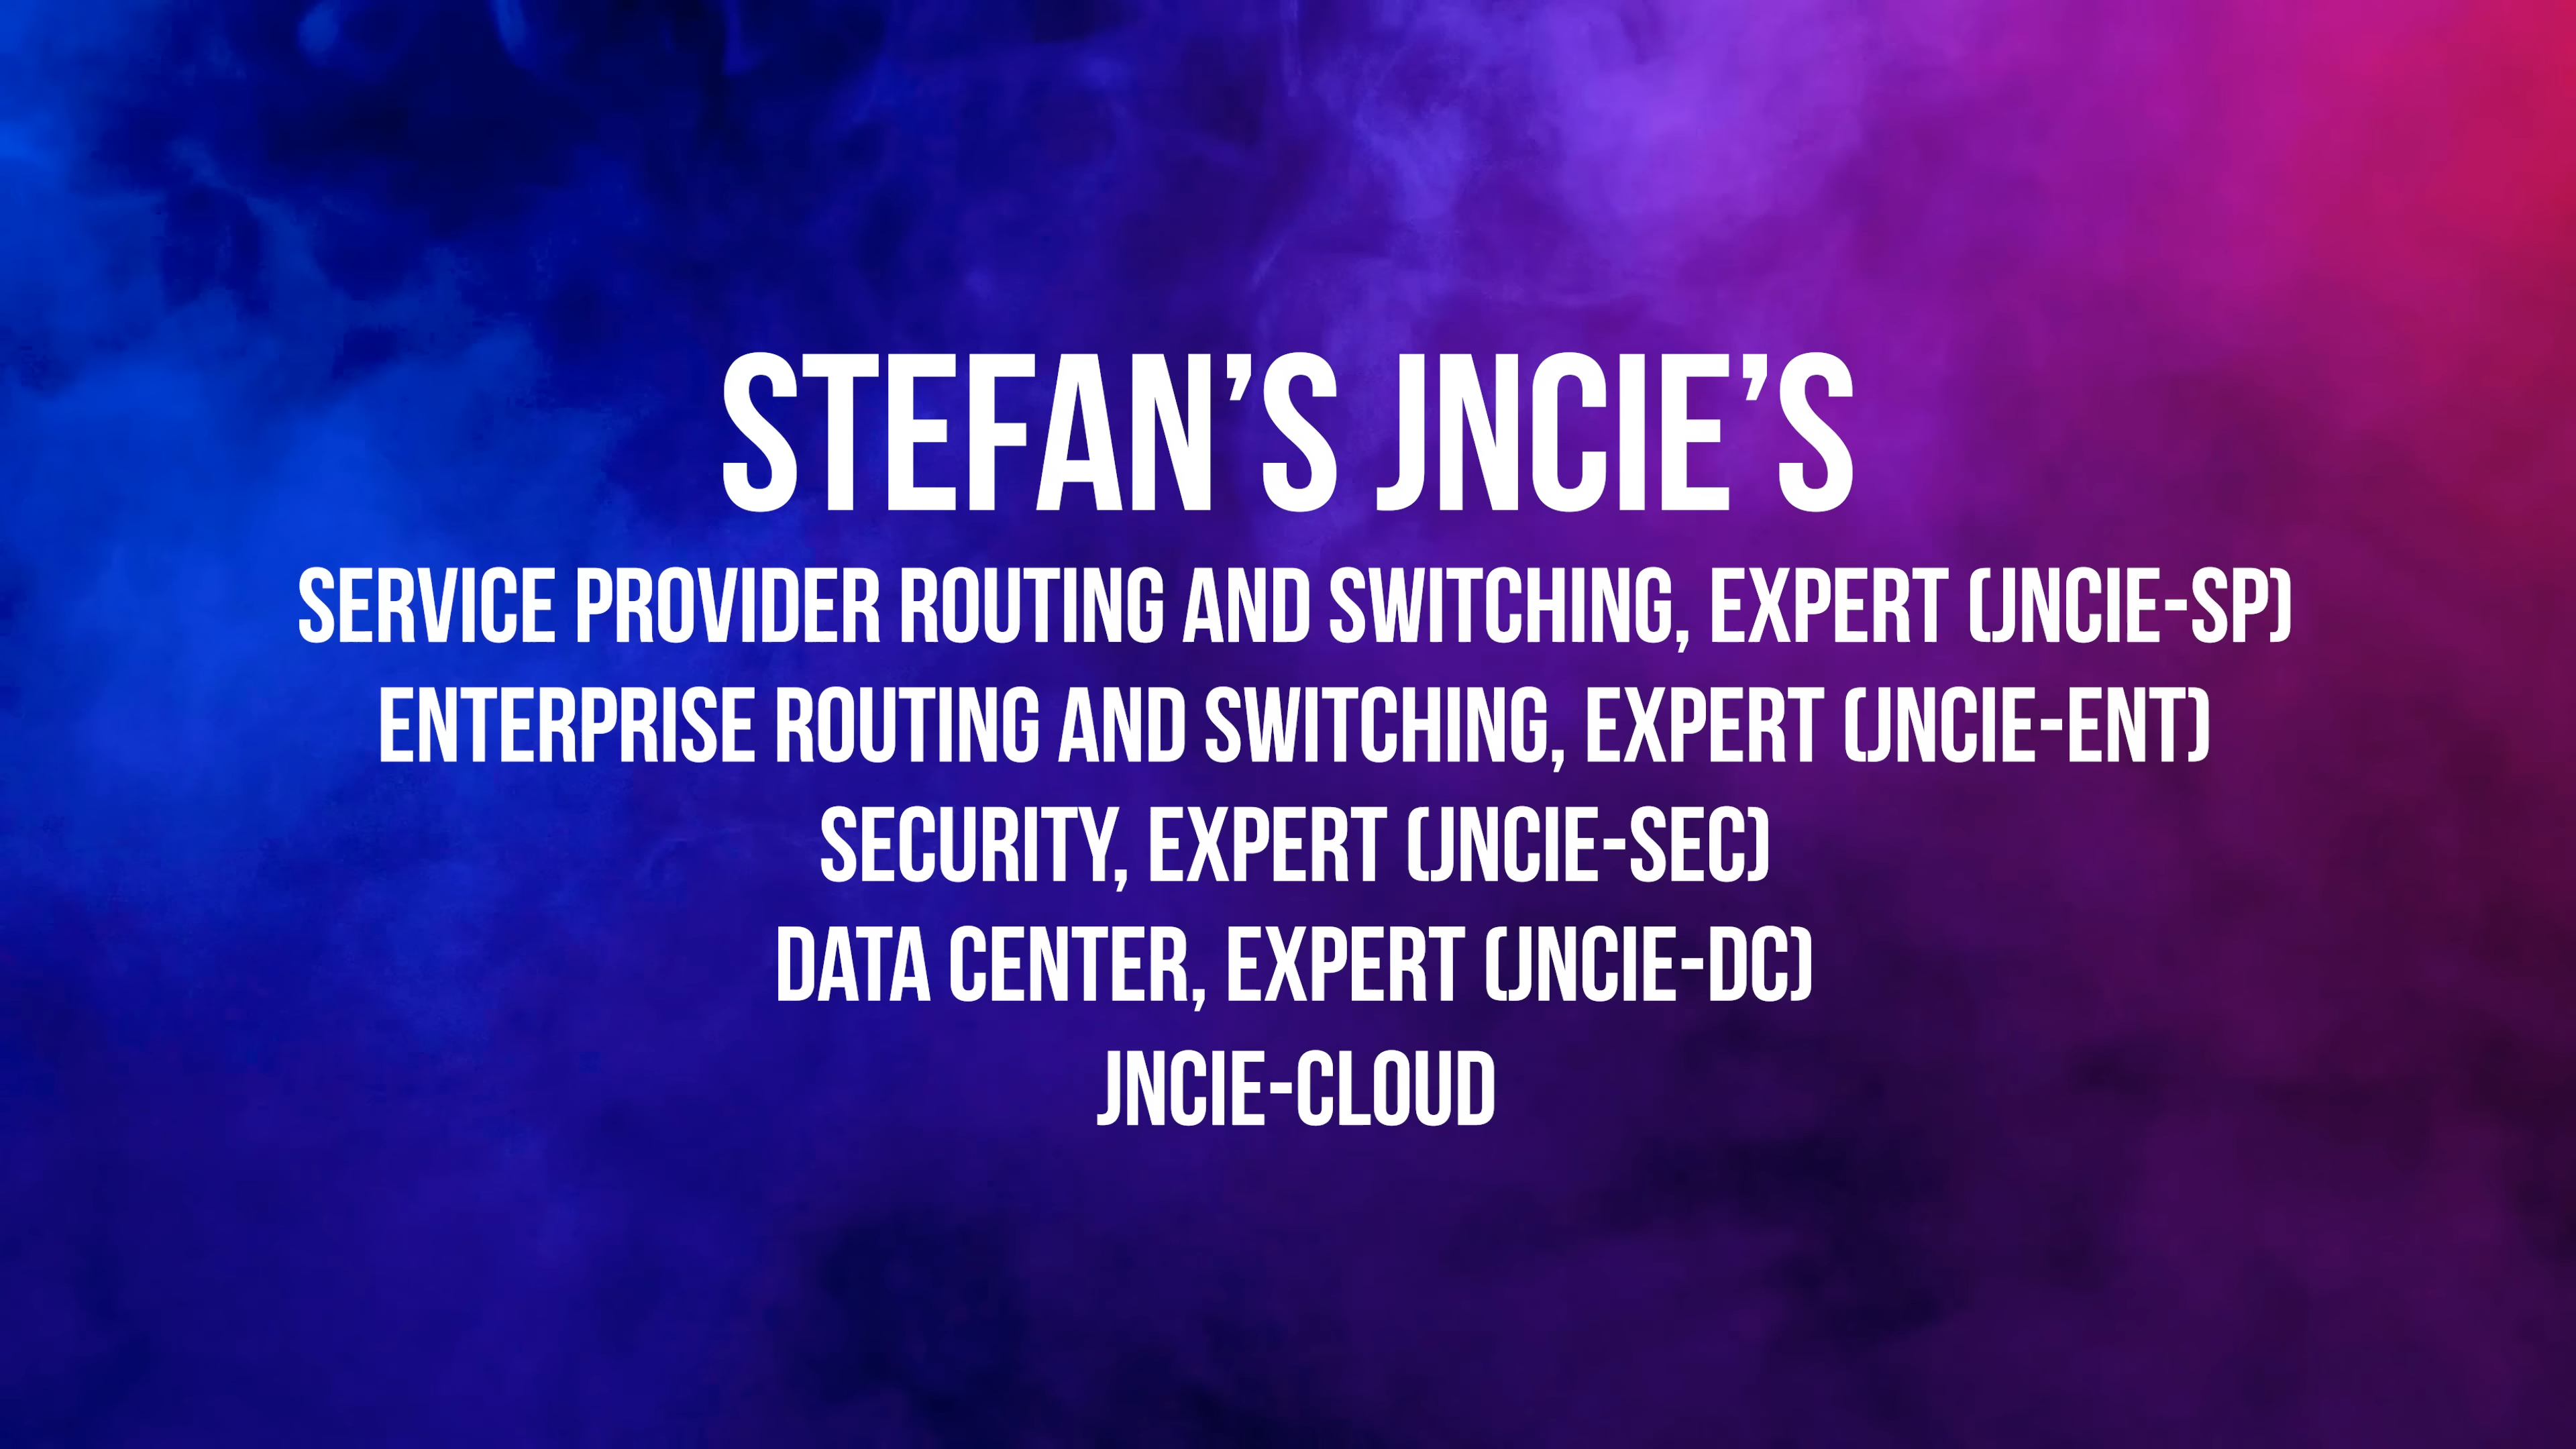 STEFAN’S JNCIE’S
SERVICE PROVIDER ROUTING AND SWITCHING, EXPERT (JNCIE-SP)
ENTERPRISE ROUTING AND SWITCHING, EXPERT (JNCIE-ENT)
SECURITY, EXPERT (JNCIE-SEC)
DATA CENTER, EXPERT (JNCIE-DC)
JNCIE-CLOUD